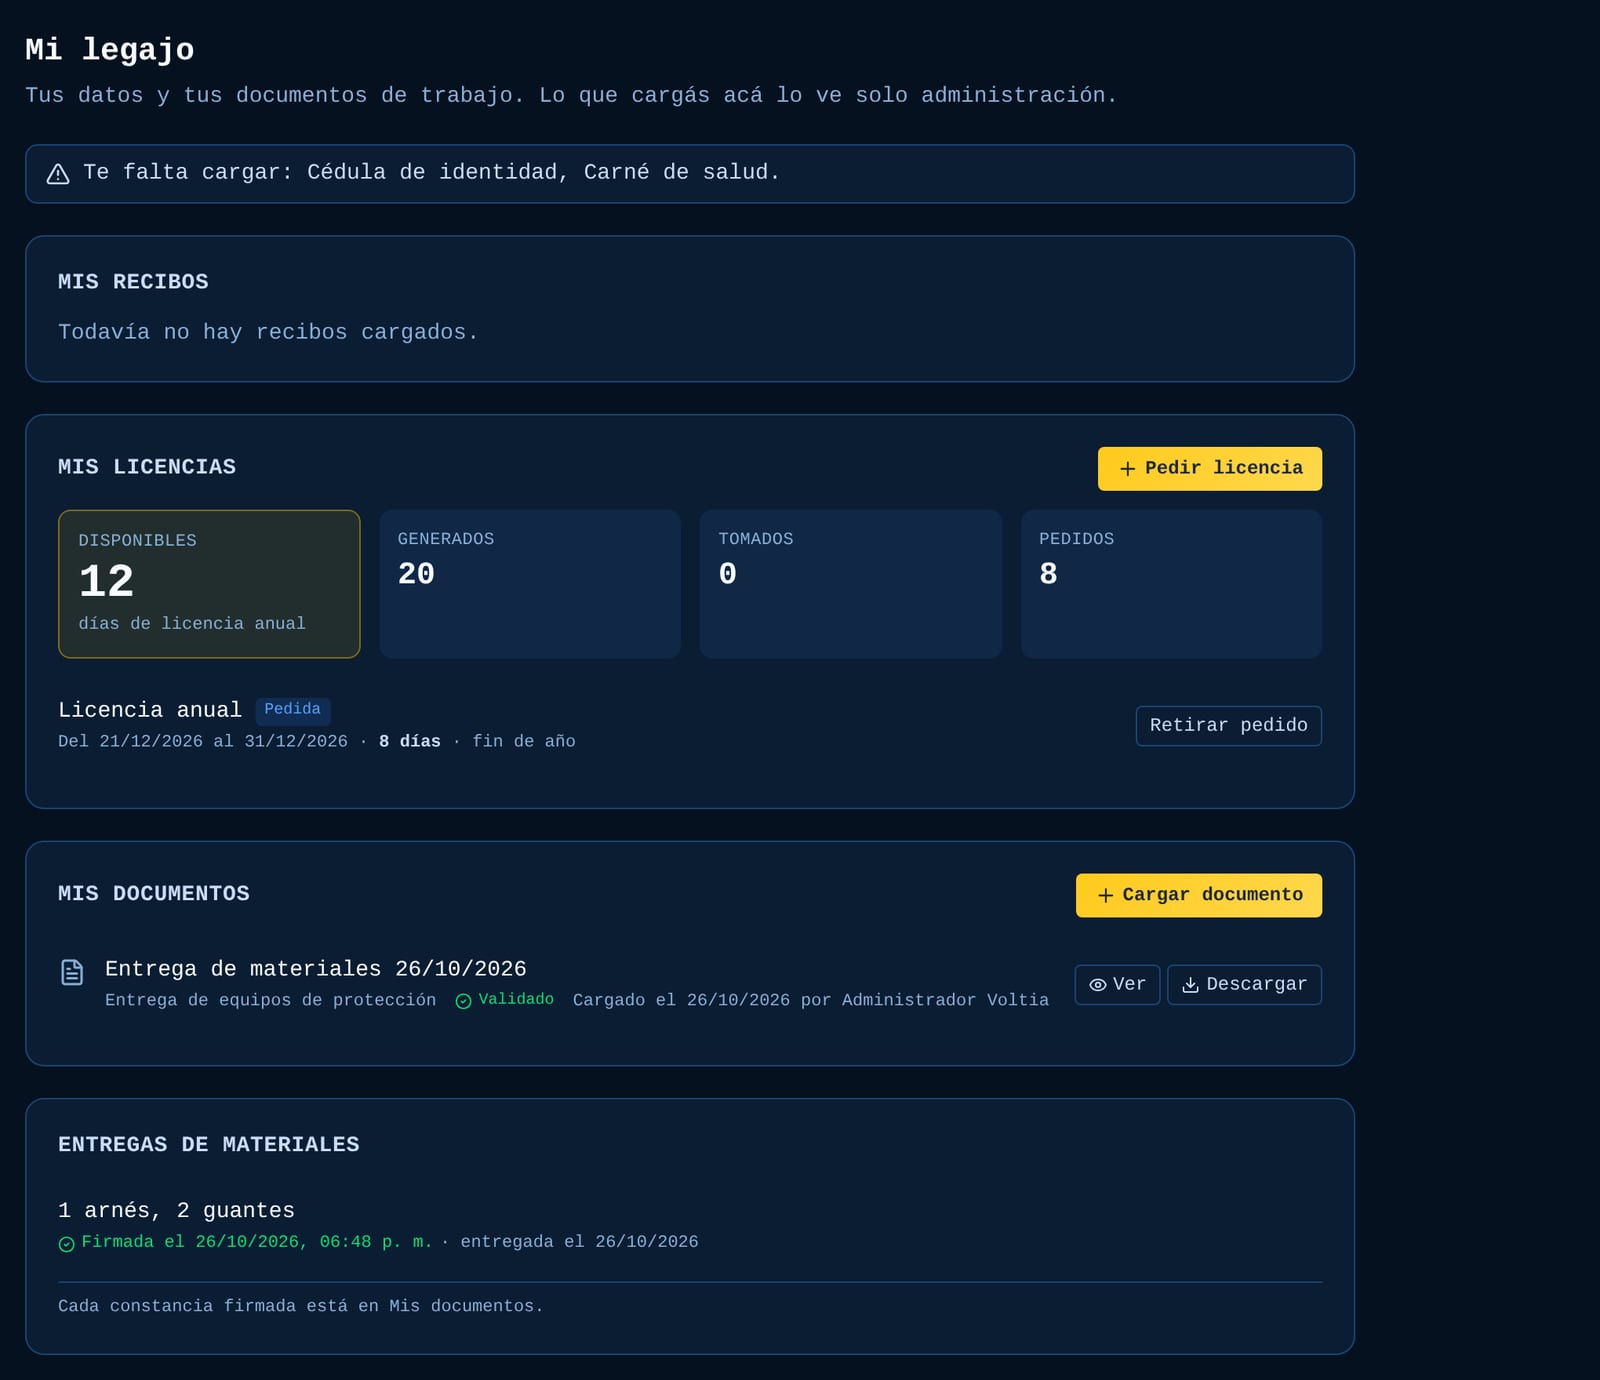 Mi legajo
Tus datos y tus documentos de trabajo. Lo que cargás acá lo ve solo administración.
Te falta cargar: Cédula de identidad, Carné de salud.
MIS RECIBOS
Todavía no hay recibos cargados.
MIS LICENCIAS
+ Pedir licencia
DISPONIBLES
12
días de licencia anual
GENERADOS
20
TOMADOS
0
PEDIDOS
8
Licencia anual Pedida
Del 21/12/2026 al 31/12/2026 · 8 días · fin de año
Retirar pedido
MIS DOCUMENTOS
+ Cargar documento
Entrega de materiales 26/10/2026
Entrega de equipos de protección Validado Cargado el 26/10/2026 por Administrador Voltia
Ver
Descargar
ENTREGAS DE MATERIALES
1 arnés, 2 guantes
Firmada el 26/10/2026, 06:48 p. m. · entregada el 26/10/2026
Cada constancia firmada está en Mis documentos.